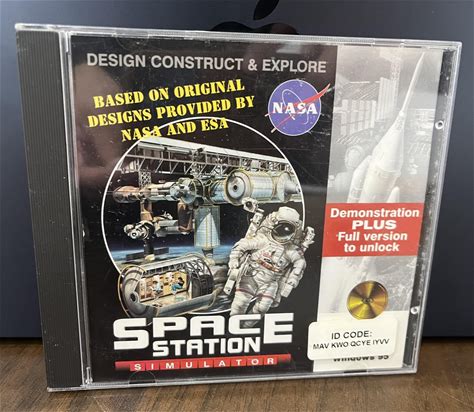 DESIGN CONSTRUCT & EXPLORE
BASED ON ORIGINAL
DESIGNS PROVIDED BY
NASA AND ESA
NASA
Demonstration
PLUS
Full version
to unlock
ID CODE:
MAV KWO QCYE IYVV
Windows 95
SPACE
STATION
SIMULATOR